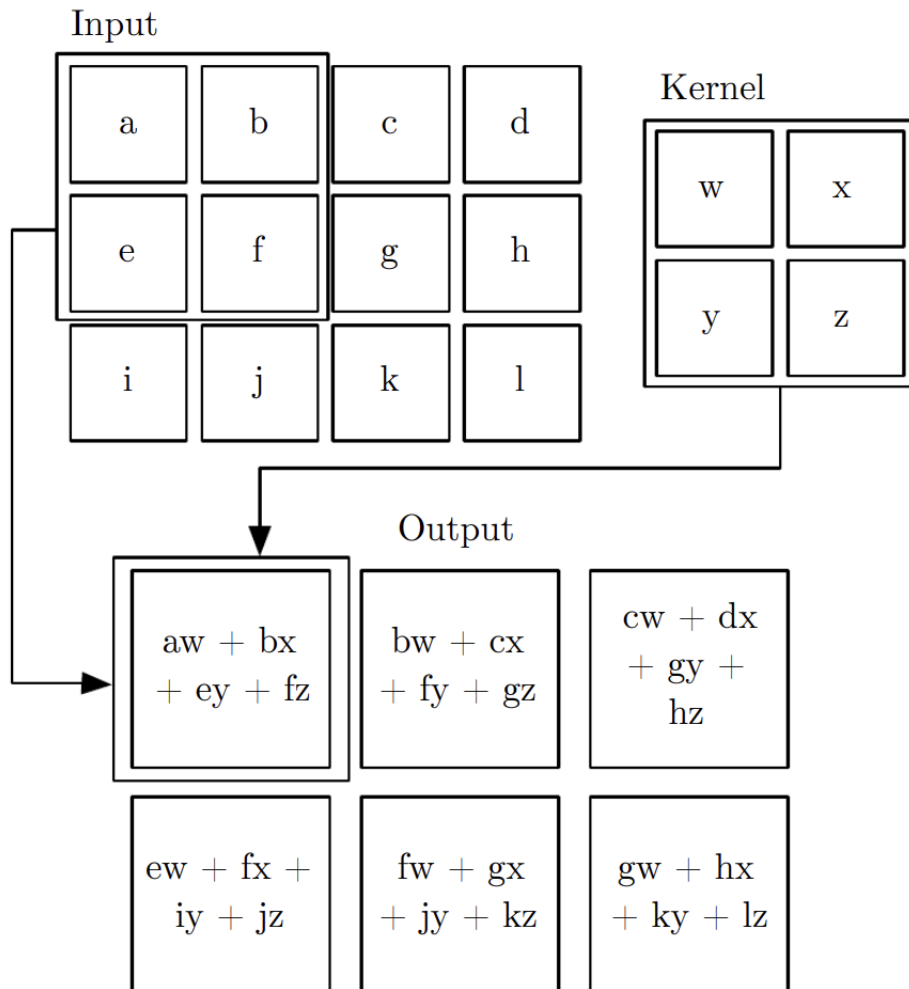 Input
a b c d
Kernel
w x
e f g h
y z
i j k l
Output
aw + bx
+ ey + fz
bw + cx
+ fy + gz
cw + dx
+ gy +
hz
ew + fx +
iy + jz
fw + gx
+ jy + kz
gw + hx
+ ky + lz